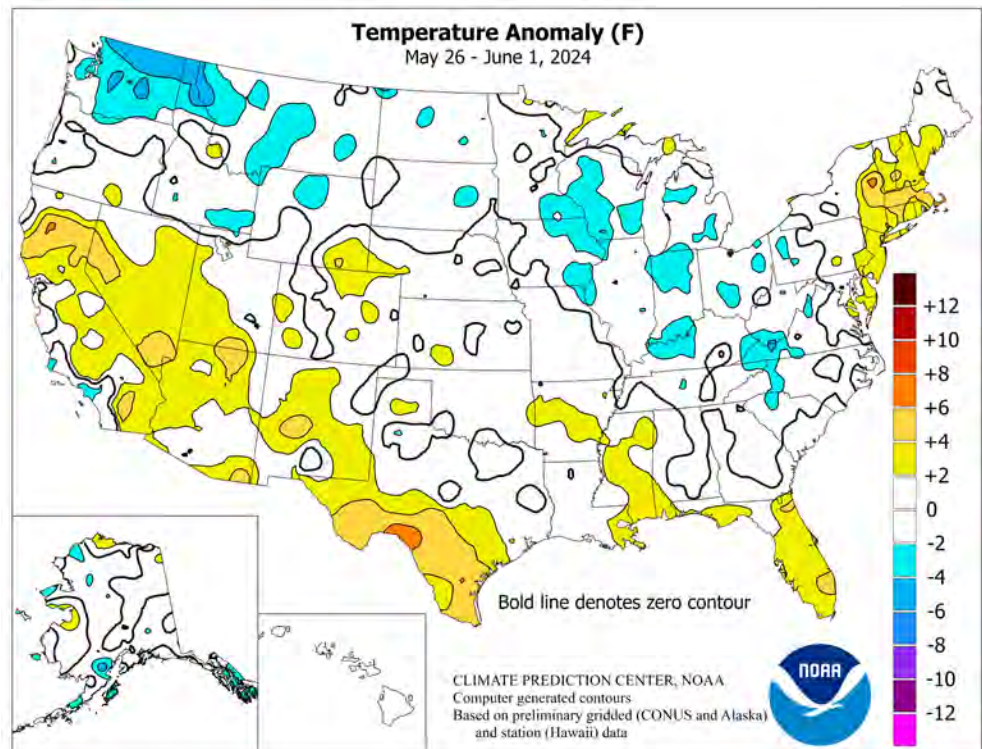 Temperature Anomaly (F)
May 26 - June 1, 2024
+12
+10
+8
+6
+4
+2
0
-2
-4
-6
-8
-10
-12
Bold line denotes zero contour
CLIMATE PREDICTION CENTER, NOAA
Computer generated contours
Based on preliminary gridded (CONUS and Alaska)
and station (Hawaii) data
NOAA